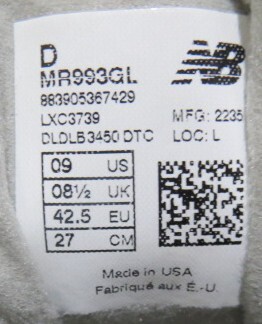 D
MR993GL NB
883905367429
LXC3739 MFG: 2235
DLDLB3450 DTC LOC: L
09 US
08½ UK
42.5 EU
27 CM
Made in USA
Fabriqué aux É.-U.